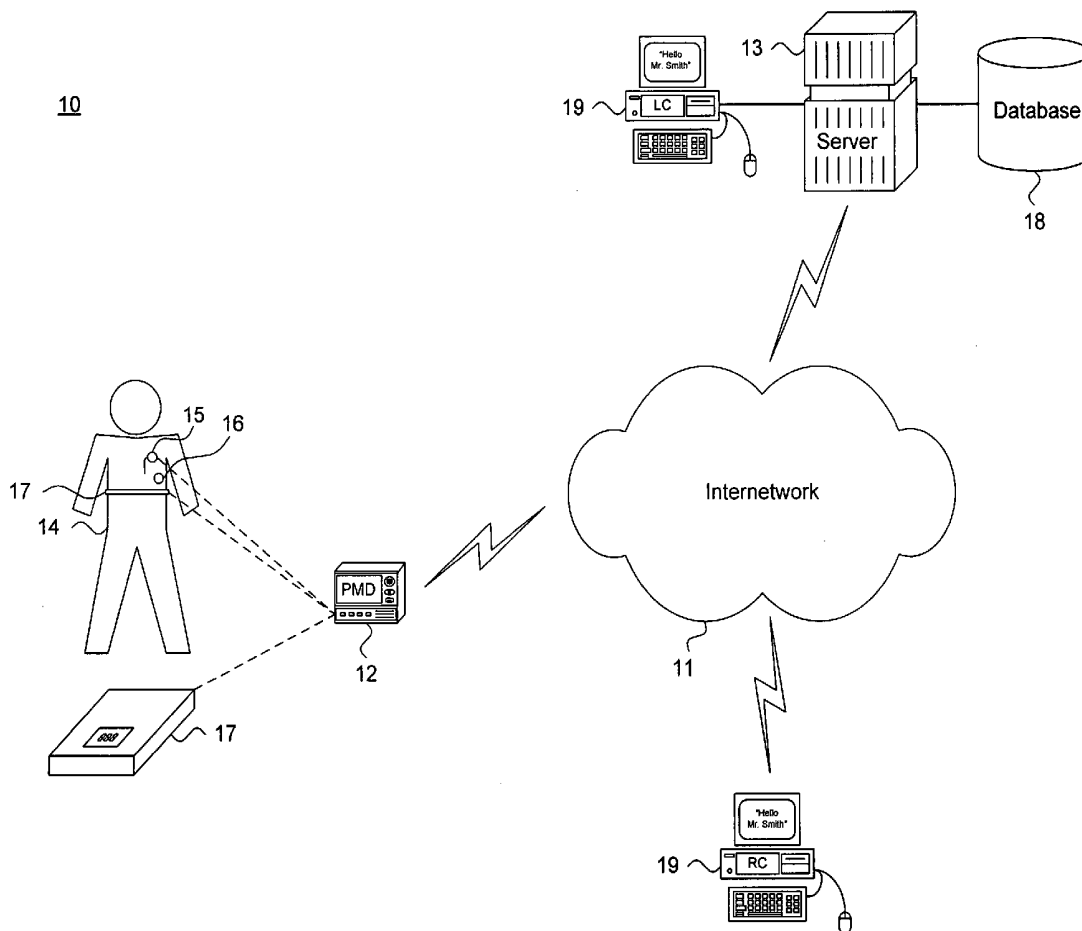 10
13
"Hello
Mr. Smith"
19
LC
Server
Database
18
15
16
17
14
PMD
12
Internetwork
11
17
"Hello
Mr. Smith"
19
RC